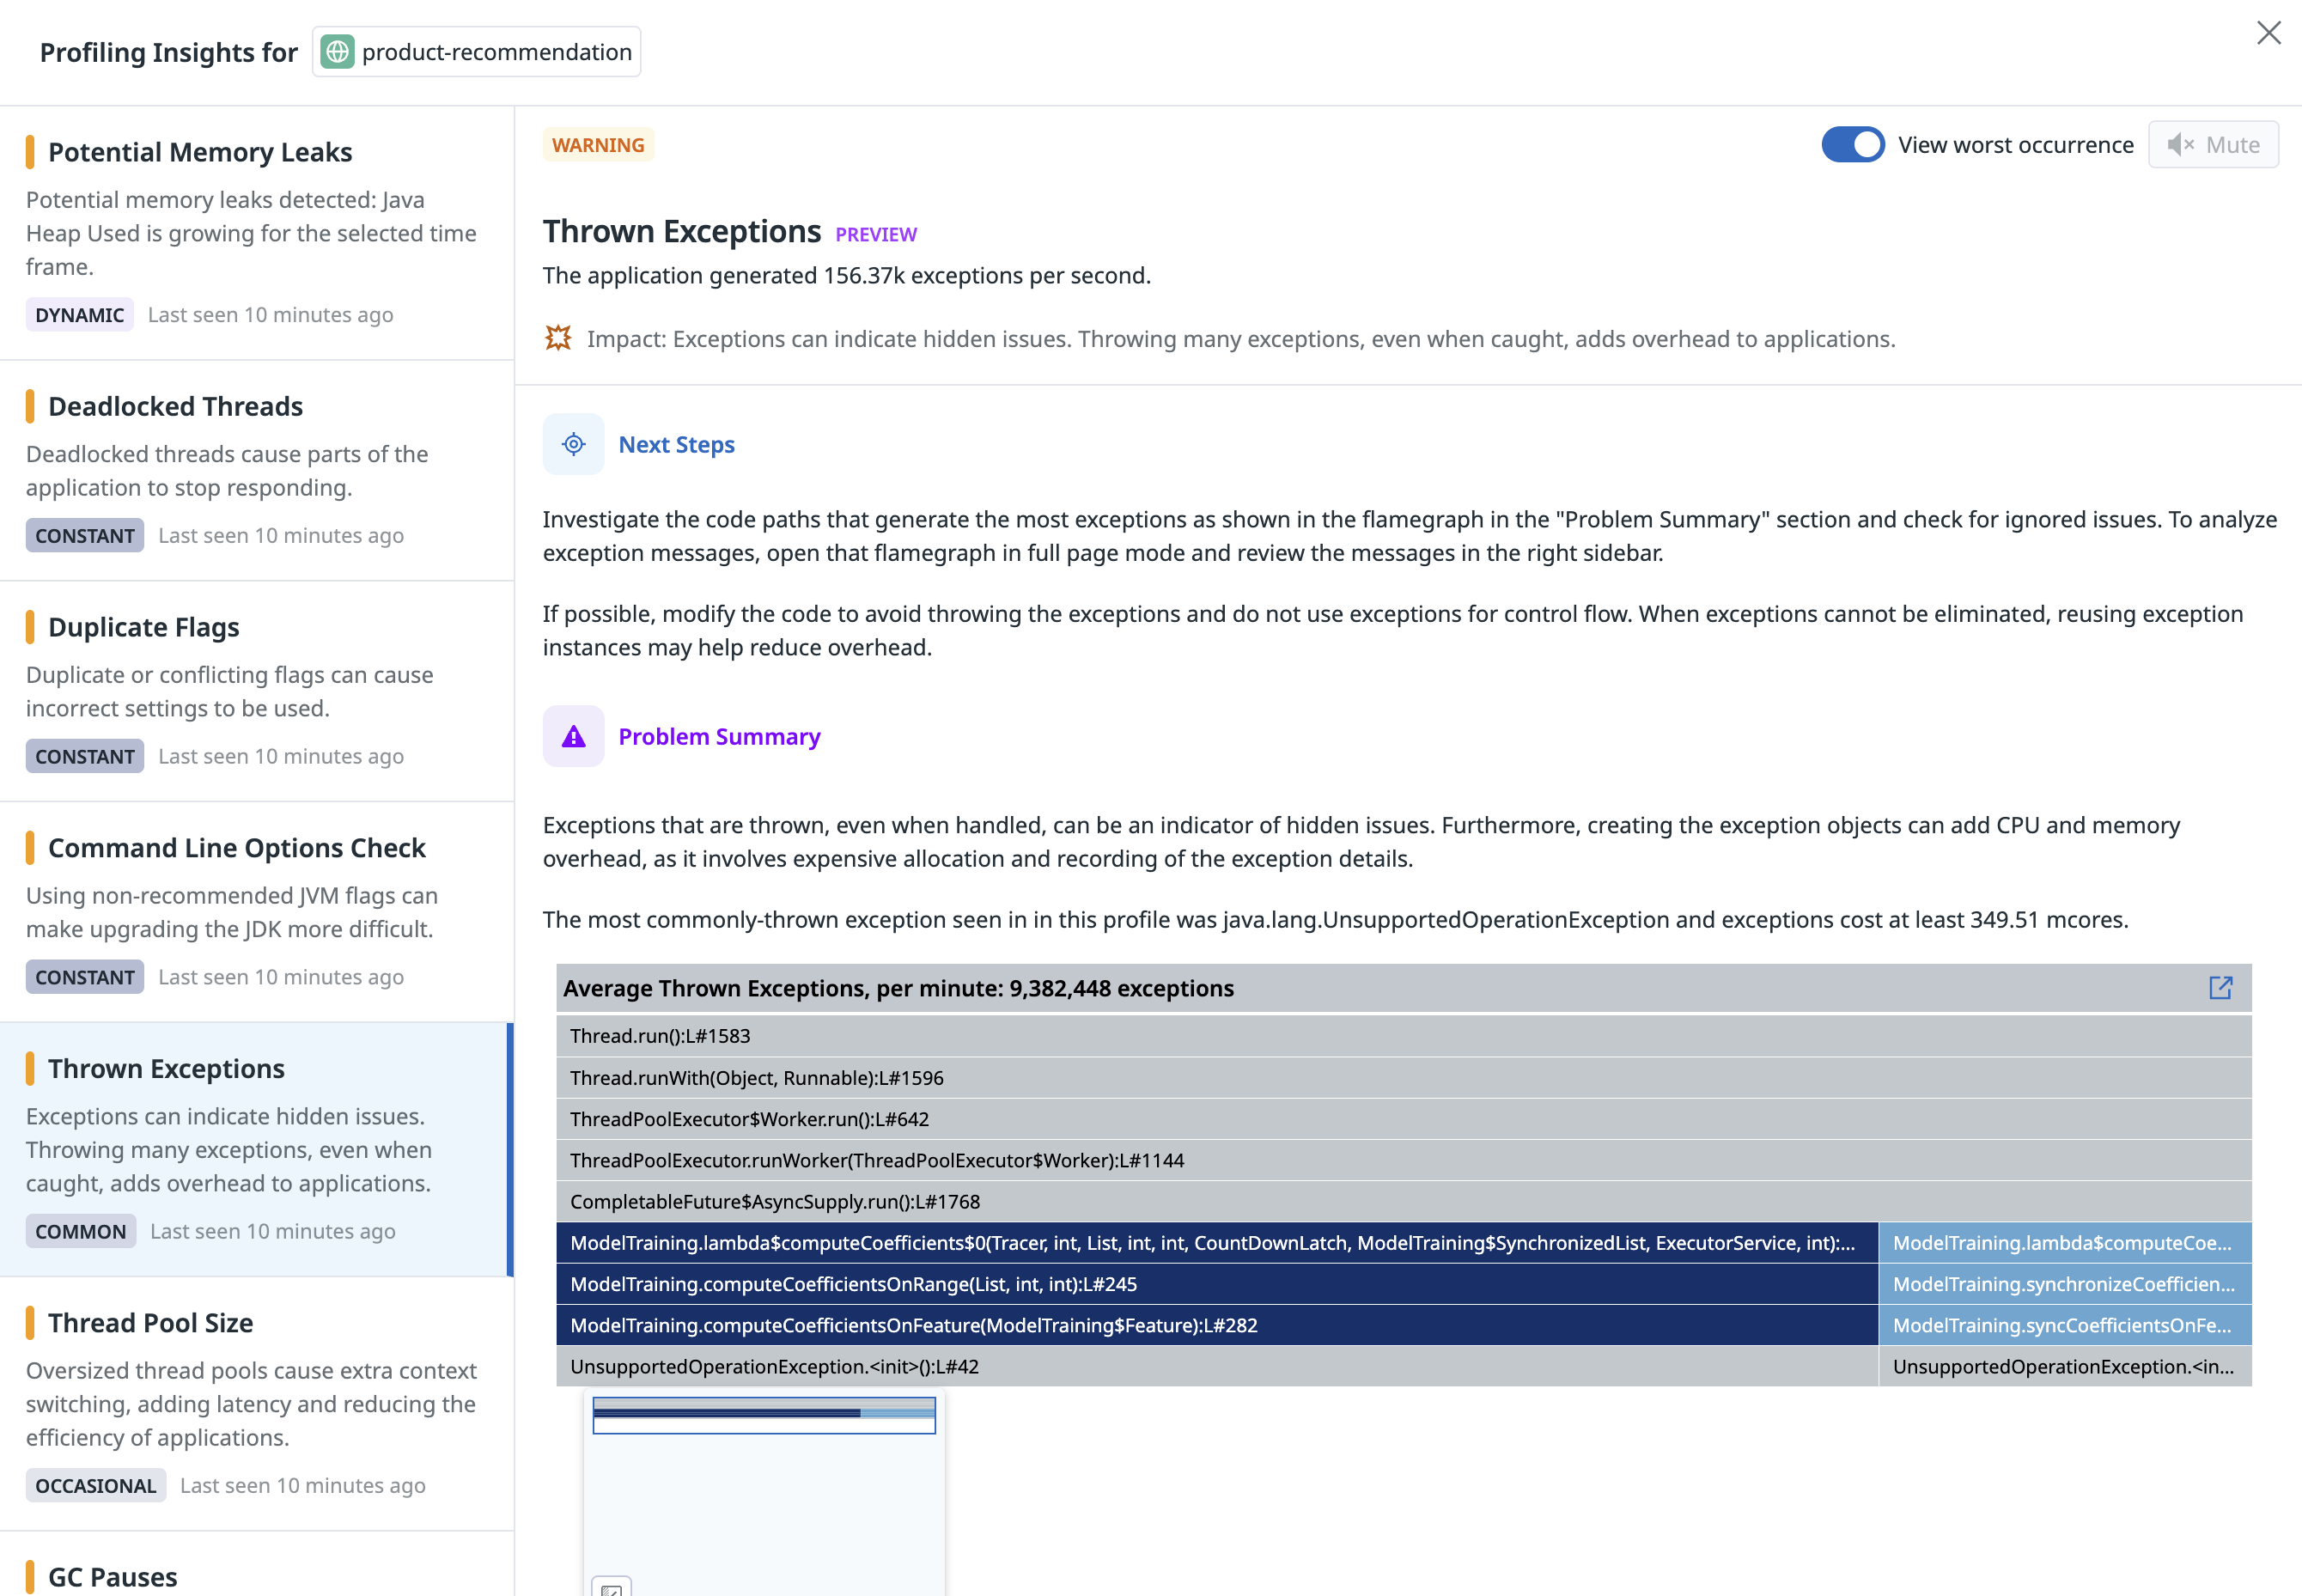 Profiling Insights for product-recommendation
Potential Memory Leaks
Potential memory leaks detected: Java
Heap Used is growing for the selected time
frame.
DYNAMIC Last seen 10 minutes ago
Deadlocked Threads
Deadlocked threads cause parts of the
application to stop responding.
CONSTANT Last seen 10 minutes ago
Duplicate Flags
Duplicate or conflicting flags can cause
incorrect settings to be used.
CONSTANT Last seen 10 minutes ago
Command Line Options Check
Using non-recommended JVM flags can
make upgrading the JDK more difficult.
CONSTANT Last seen 10 minutes ago
Thrown Exceptions
Exceptions can indicate hidden issues.
Throwing many exceptions, even when
caught, adds overhead to applications.
COMMON Last seen 10 minutes ago
Thread Pool Size
Oversized thread pools cause extra context
switching, adding latency and reducing the
efficiency of applications.
OCCASIONAL Last seen 10 minutes ago
GC Pauses
WARNING
View worst occurrence
Mute
Thrown Exceptions PREVIEW
The application generated 156.37k exceptions per second.
Impact: Exceptions can indicate hidden issues. Throwing many exceptions, even when caught, adds overhead to applications.
Next Steps
Investigate the code paths that generate the most exceptions as shown in the flamegraph in the "Problem Summary" section and check for ignored issues. To analyze
exception messages, open that flamegraph in full page mode and review the messages in the right sidebar.
If possible, modify the code to avoid throwing the exceptions and do not use exceptions for control flow. When exceptions cannot be eliminated, reusing exception
instances may help reduce overhead.
Problem Summary
Exceptions that are thrown, even when handled, can be an indicator of hidden issues. Furthermore, creating the exception objects can add CPU and memory
overhead, as it involves expensive allocation and recording of the exception details.
The most commonly-thrown exception seen in in this profile was java.lang.UnsupportedOperationException and exceptions cost at least 349.51 mcores.
Average Thrown Exceptions, per minute: 9,382,448 exceptions
Thread.run():L#1583
Thread.runWith(Object, Runnable):L#1596
ThreadPoolExecutor$Worker.run():L#642
ThreadPoolExecutor.runWorker(ThreadPoolExecutor$Worker):L#1144
CompletableFuture$AsyncSupply.run():L#1768
ModelTraining.lambda$computeCoefficients$0(Tracer, int, List, int, int, CountDownLatch, ModelTraining$SynchronizedList, ExecutorService, int):... ModelTraining.lambda$computeCoe...
ModelTraining.computeCoefficientsOnRange(List, int, int):L#245 ModelTraining.synchronizeCoefficien...
ModelTraining.computeCoefficientsOnFeature(ModelTraining$Feature):L#282 ModelTraining.syncCoefficientsOnFe...
UnsupportedOperationException.<init>():L#42 UnsupportedOperationException.<in...